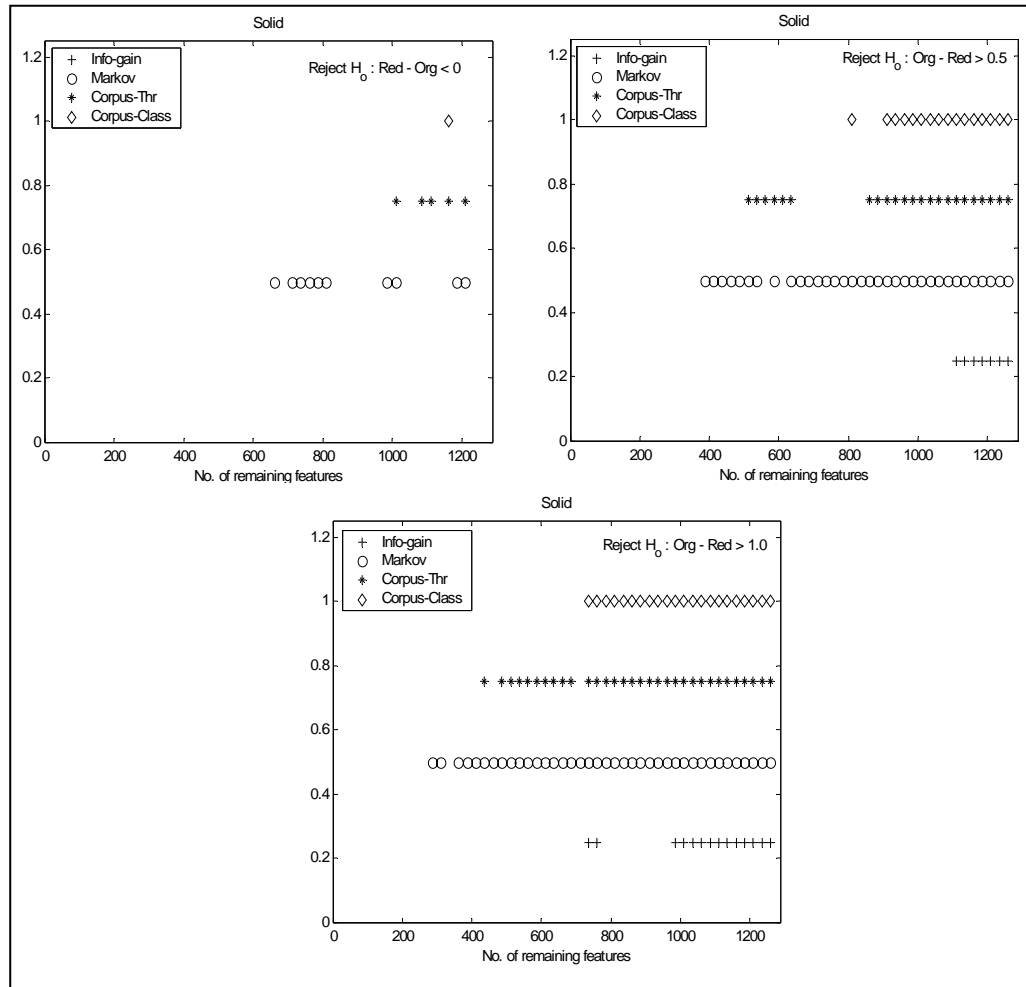 Solid
Info-gain
Markov
Corpus-Thr
Corpus-Class
Reject Ho : Red - Org < 0
1.2
1
0.8
0.6
0.4
0.2
0
0 200 400 600 800 1000 1200
No. of remaining features
Solid
Info-gain
Markov
Corpus-Thr
Corpus-Class
Reject Ho : Org - Red > 0.5
1.2
1
0.8
0.6
0.4
0.2
0
0 200 400 600 800 1000 1200
No. of remaining features
Solid
Info-gain
Markov
Corpus-Thr
Corpus-Class
Reject Ho : Org - Red > 1.0
1.2
1
0.8
0.6
0.4
0.2
0
0 200 400 600 800 1000 1200
No. of remaining features